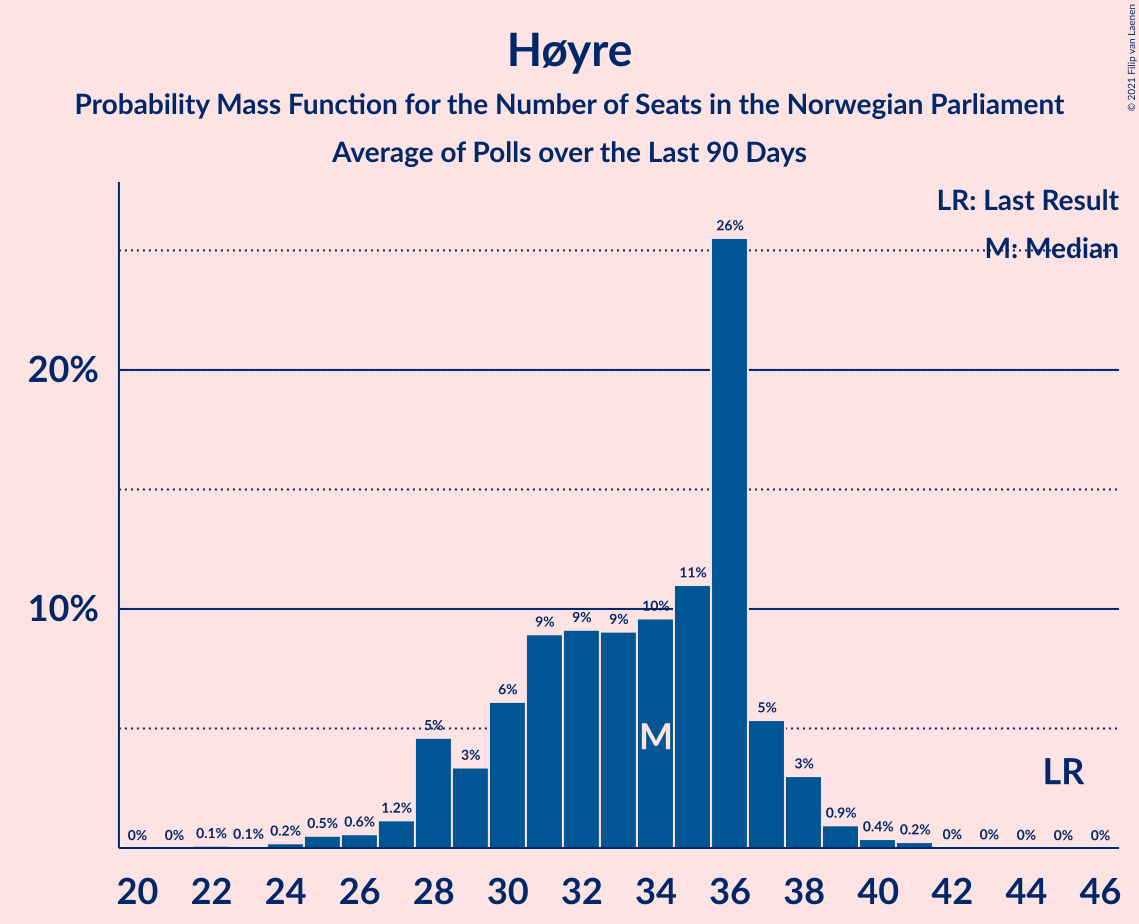 Høyre
Probability Mass Function for the Number of Seats in the Norwegian Parliament
Average of Polls over the Last 90 Days
© 2021 Filip van Laenen
LR: Last Result
M: Median
20%
10%
0% 0% 0.1% 0.1% 0.2% 0.5% 0.6% 1.2% 5% 3% 6% 9% 9% 9% 10% 11% 26% 5% 3% 0.9% 0.4% 0.2% 0% 0% 0% 0% 0%
M
LR
20 22 24 26 28 30 32 34 36 38 40 42 44 46